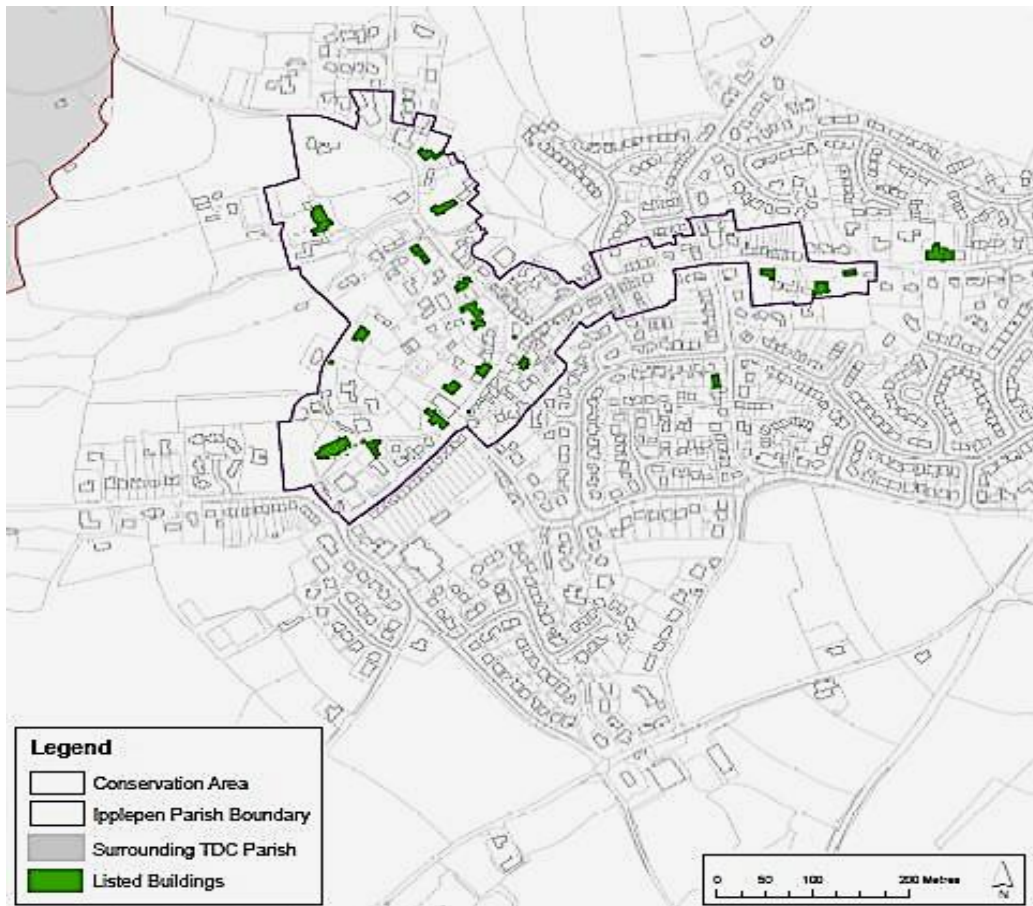 Legend
Conservation Area
Ipplepen Parish Boundary
Surrounding TDC Parish
Listed Buildings
0 50 100 200 Metres
N